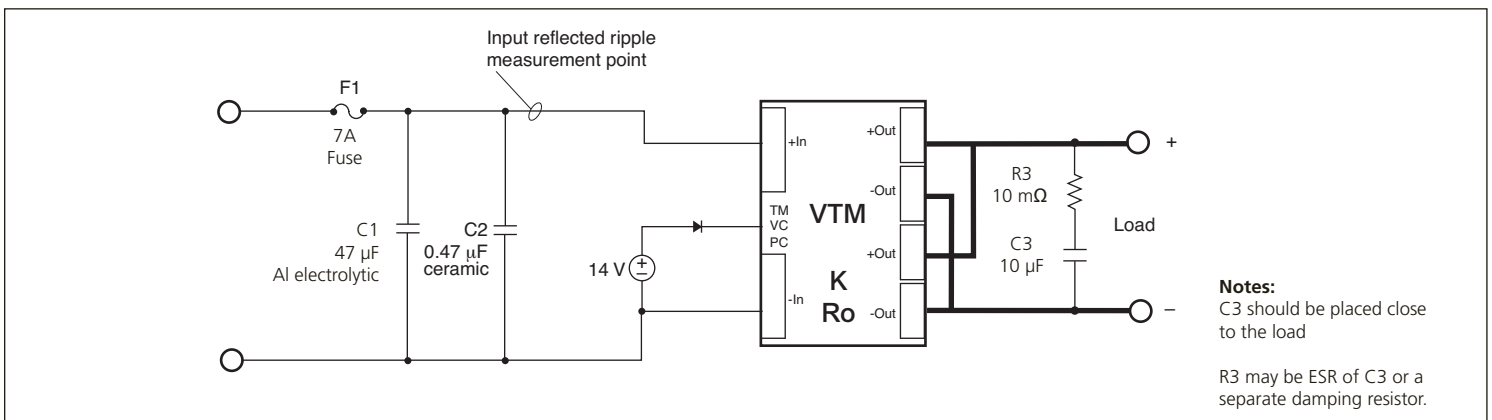 Input reflected ripple
measurement point
F1
7A
Fuse
C1
47 µF
Al electrolytic
C2
0.47 µF
ceramic
14 V
+
–
+In
TM
VC
PC
-In
VTM
K
Ro
+Out
-Out
+Out
-Out
R3
10 mΩ
C3
10 µF
Load
+
–
Notes:
C3 should be placed close
to the load
R3 may be ESR of C3 or a
separate damping resistor.